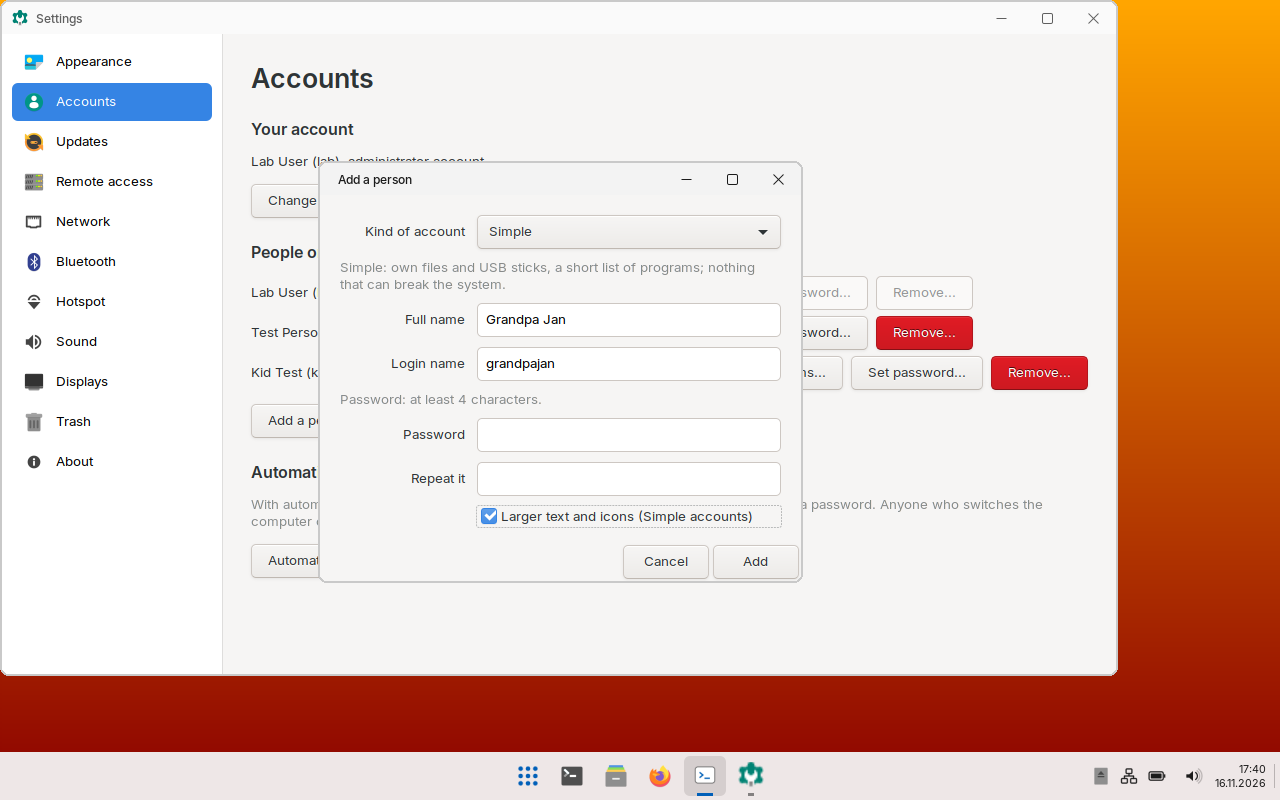 Settings
Appearance
Accounts
Updates
Remote access
Network
Bluetooth
Hotspot
Sound
Displays
Trash
About
Accounts
Your account
Lab User (lab), administrator account
Change
People o
Lab User (
sword... Remove...
Test Perso
sword... Remove...
Kid Test (k
ns... Set password... Remove...
Add a pe
Automat
With autom
a password. Anyone who switches the
computer
Automat
Add a person
Kind of account Simple
Simple: own files and USB sticks, a short list of programs; nothing
that can break the system.
Full name Grandpa Jan
Login name grandpajan
Password: at least 4 characters.
Password
Repeat it
Larger text and icons (Simple accounts)
Cancel Add
17:40
16.11.2026